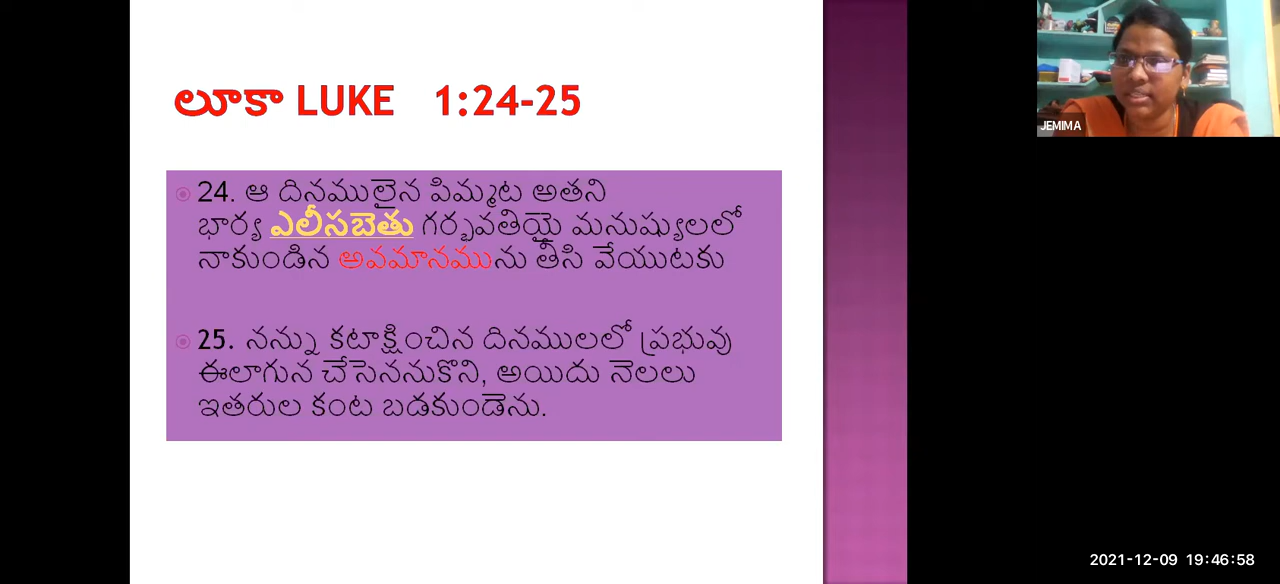 లూకా LUKE 1:24-25
24. ఆ దినములైన పిమ్మట అతని
భార్య ఎలీసబెతు గర్భవతియై మనుష్యులలో
నాకుండిన అవమానమును తీసి వేయుటకు
25. నన్ను కటాక్షించిన దినములలో ప్రభువు
ఈలాగున చేసెననుకొని, అయిదు నెలలు
ఇతరుల కంట బడకుండెను.
JEMIMA
2021-12-09 19:46:58